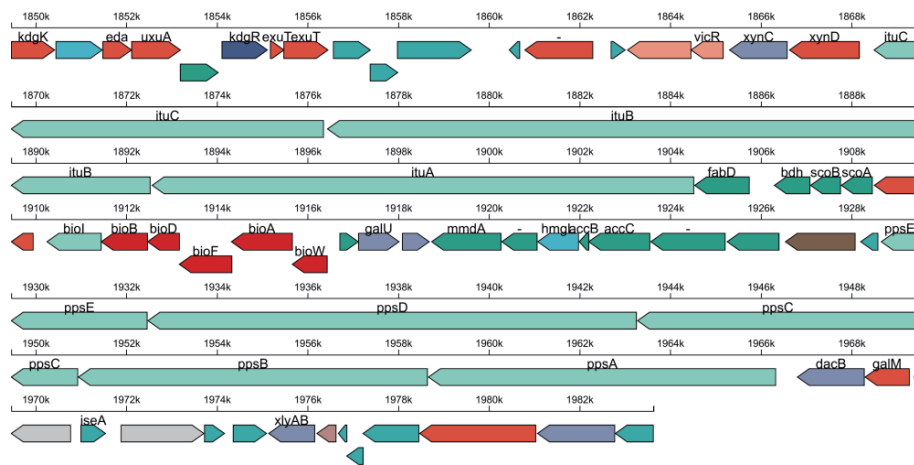 1850k 1852k 1854k 1856k 1858k 1860k 1862k 1864k 1866k 1868k
kdgK eda uxuA kdgR exuT exuT - vicR xynC xynD ituC
1870k 1872k 1874k 1876k 1878k 1880k 1882k 1884k 1886k 1888k
ituC ituB
1890k 1892k 1894k 1896k 1898k 1900k 1902k 1904k 1906k 1908k
ituB ituA fabD bdh scoB scoA
1910k 1912k 1914k 1916k 1918k 1920k 1922k 1924k 1926k 1928k
bioI bioB bioD bioA galU mmdA - hmgL accB accC - ppsE
bioF bioW
1930k 1932k 1934k 1936k 1938k 1940k 1942k 1944k 1946k 1948k
ppsE ppsD ppsC
1950k 1952k 1954k 1956k 1958k 1960k 1962k 1964k 1966k 1968k
ppsC ppsB ppsA dacB galM
1970k 1972k 1974k 1976k 1978k 1980k 1982k
iseA xlyAB